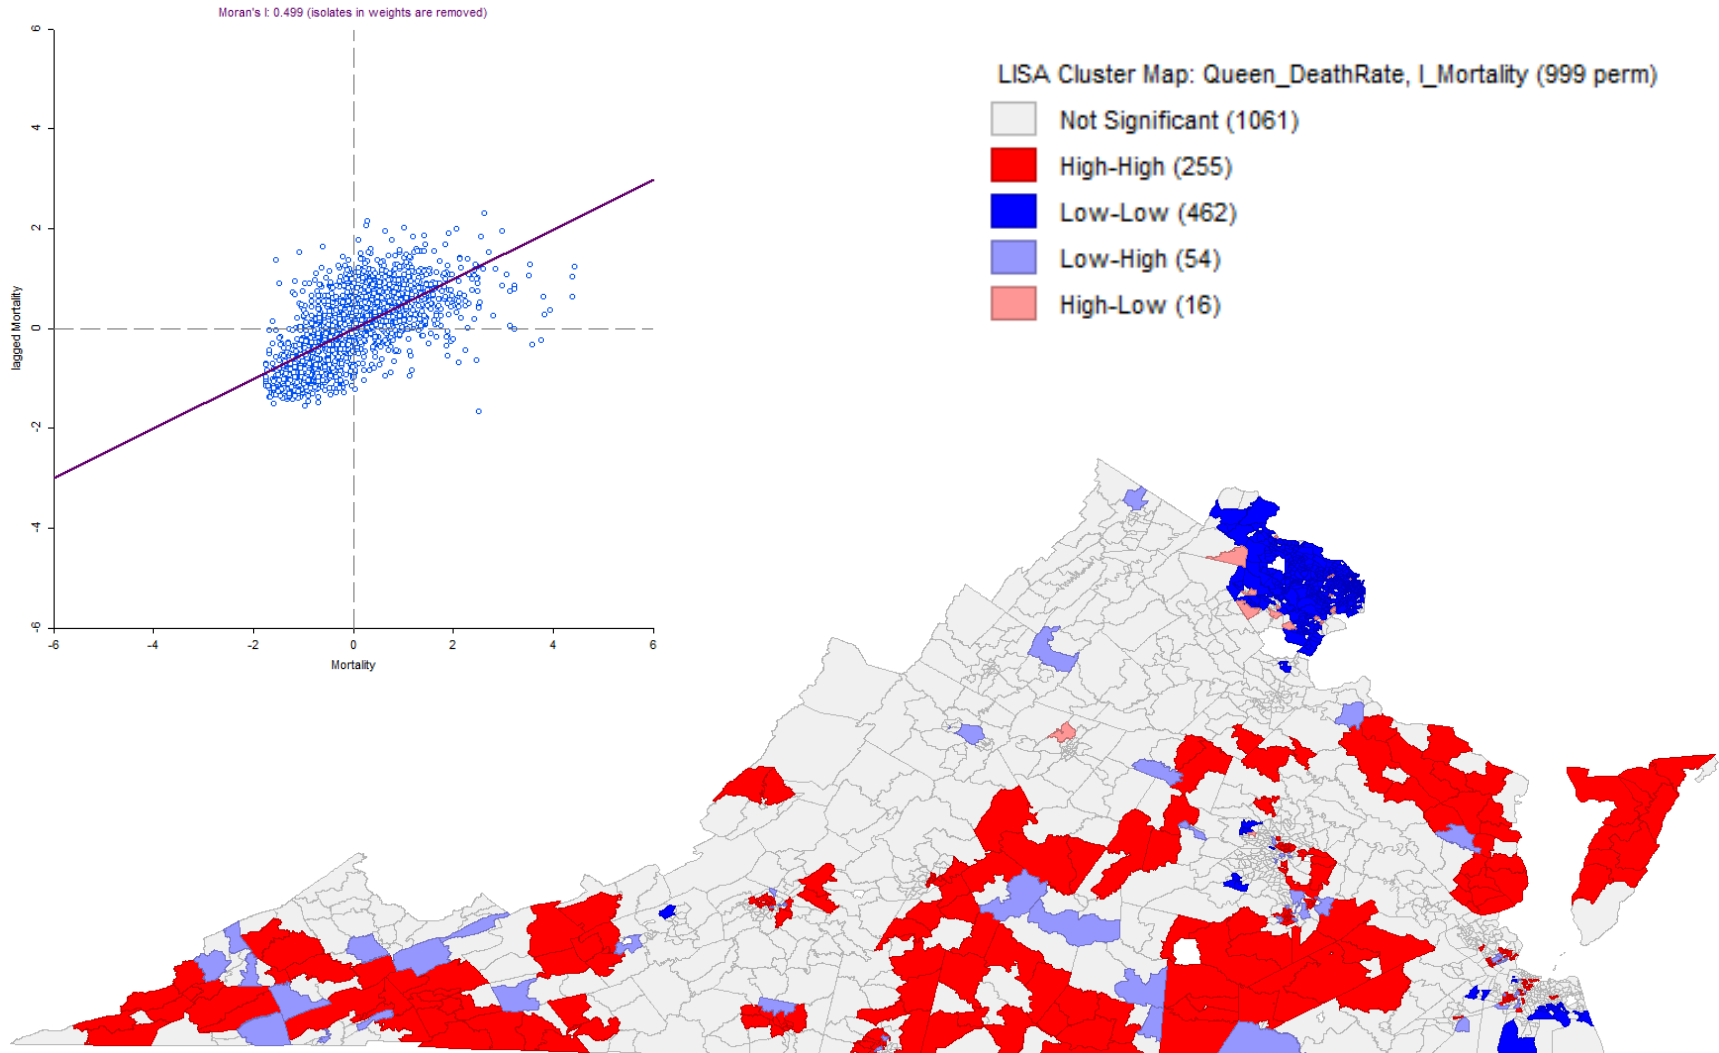 Moran's I: 0.499 (isolates in weights are removed)
6
4
2
0
-2
-4
-6
lagged Mortality
-6
-4
-2
0
2
4
6
Mortality
LISA Cluster Map: Queen_DeathRate, I_Mortality (999 perm)
Not Significant (1061)
High-High (255)
Low-Low (462)
Low-High (54)
High-Low (16)